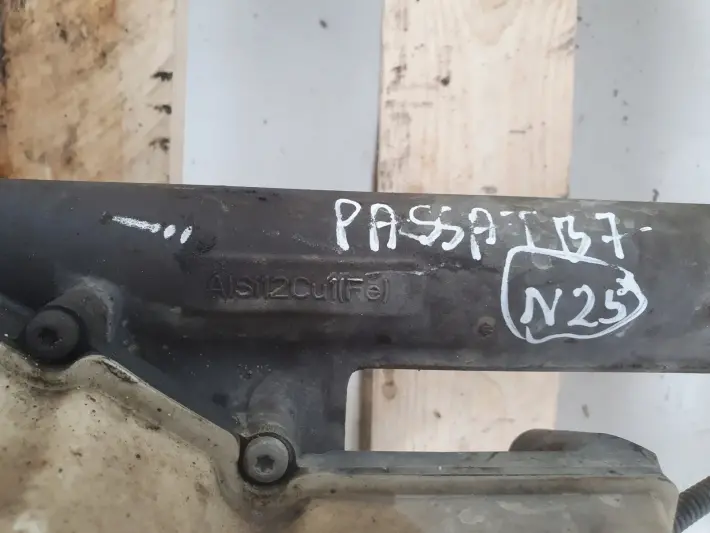 PASSAT B7
AlSi12Cu1(Fe)
N25